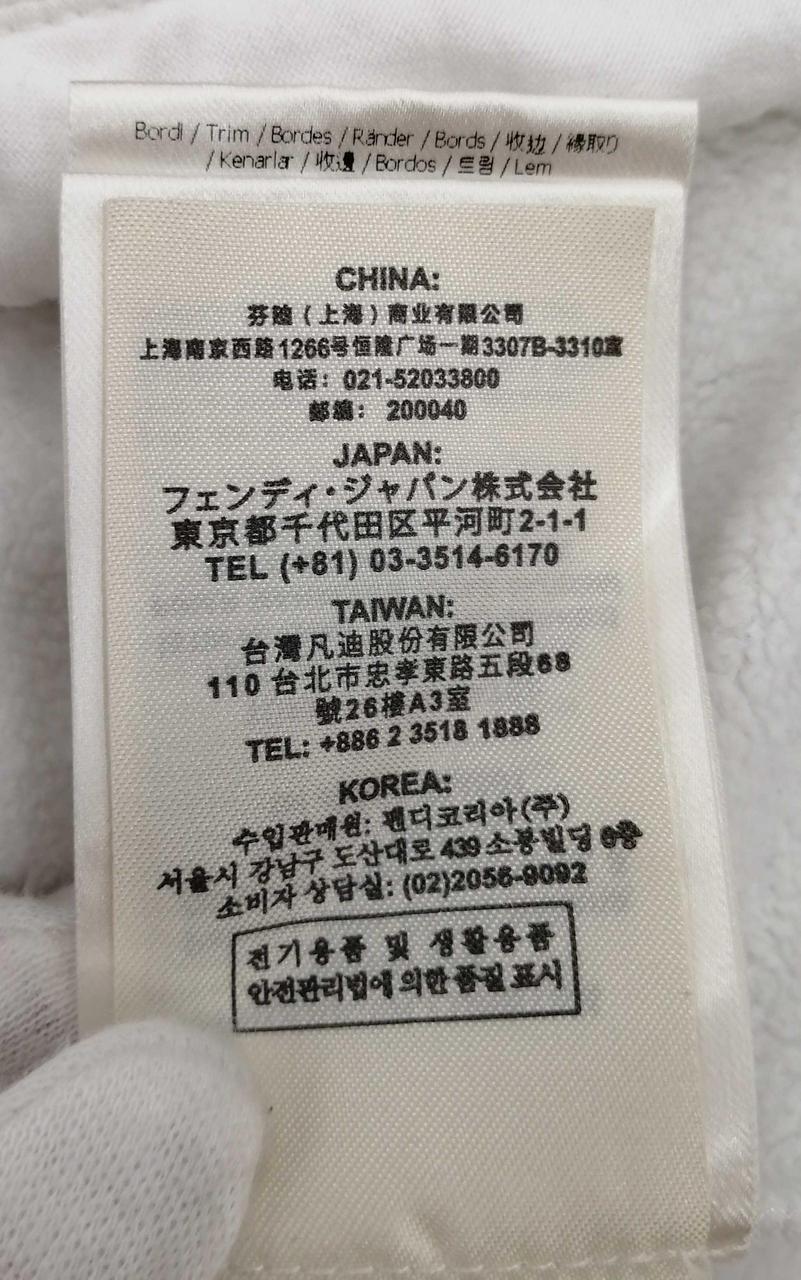 Bordi / Trim / Bordes / Ränder / Bords / 收边 / 縁取り
/ Kenarlar / 收邊 / Bordos / 트림 / Lem
CHINA:
芬迪（上海）商业有限公司
上海南京西路1266号恒隆广场一期3307B-3310室
电话：021-52033800
邮编： 200040
JAPAN:
フェンディ・ジャパン株式会社
東京都千代田区平河町2-1-1
TEL (+81) 03-3514-6170
TAIWAN:
台灣凡迪股份有限公司
110 台北市忠孝東路五段68
號26樓A3室
TEL: +886 2 3518 1888
KOREA:
수입판매원: 펜디코리아(주)
서울시 강남구 도산대로 439 소봉빌딩 6층
소비자 상담실: (02)2056-9092
전기용품 및 생활용품
안전관리법에 의한 품질 표시